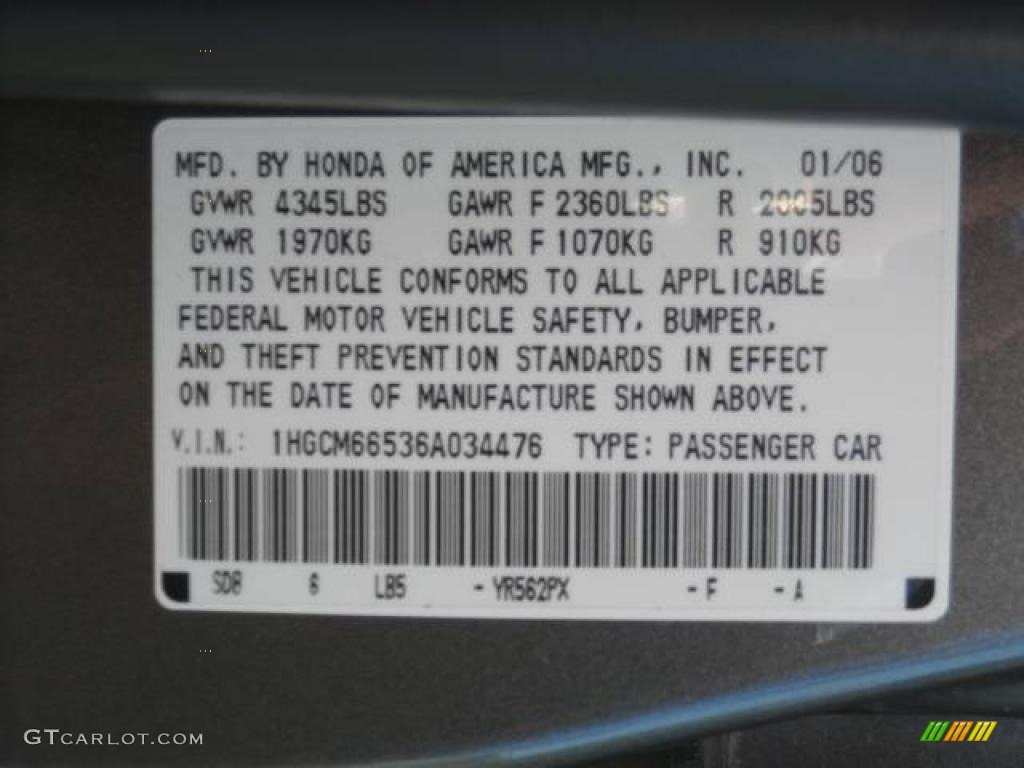 MFD. BY HONDA OF AMERICA MFG., INC. 01/06
GVWR 4345LBS GAWR F 2360LBS R 2005LBS
GVWR 1970KG GAWR F 1070KG R 910KG
THIS VEHICLE CONFORMS TO ALL APPLICABLE
FEDERAL MOTOR VEHICLE SAFETY, BUMPER,
AND THEFT PREVENTION STANDARDS IN EFFECT
ON THE DATE OF MANUFACTURE SHOWN ABOVE.
V.I.N.: 1HGCM66536A034476 TYPE: PASSENGER CAR
SDB 6 LB5 - YR562PX - F - A
GTCARLOT.COM